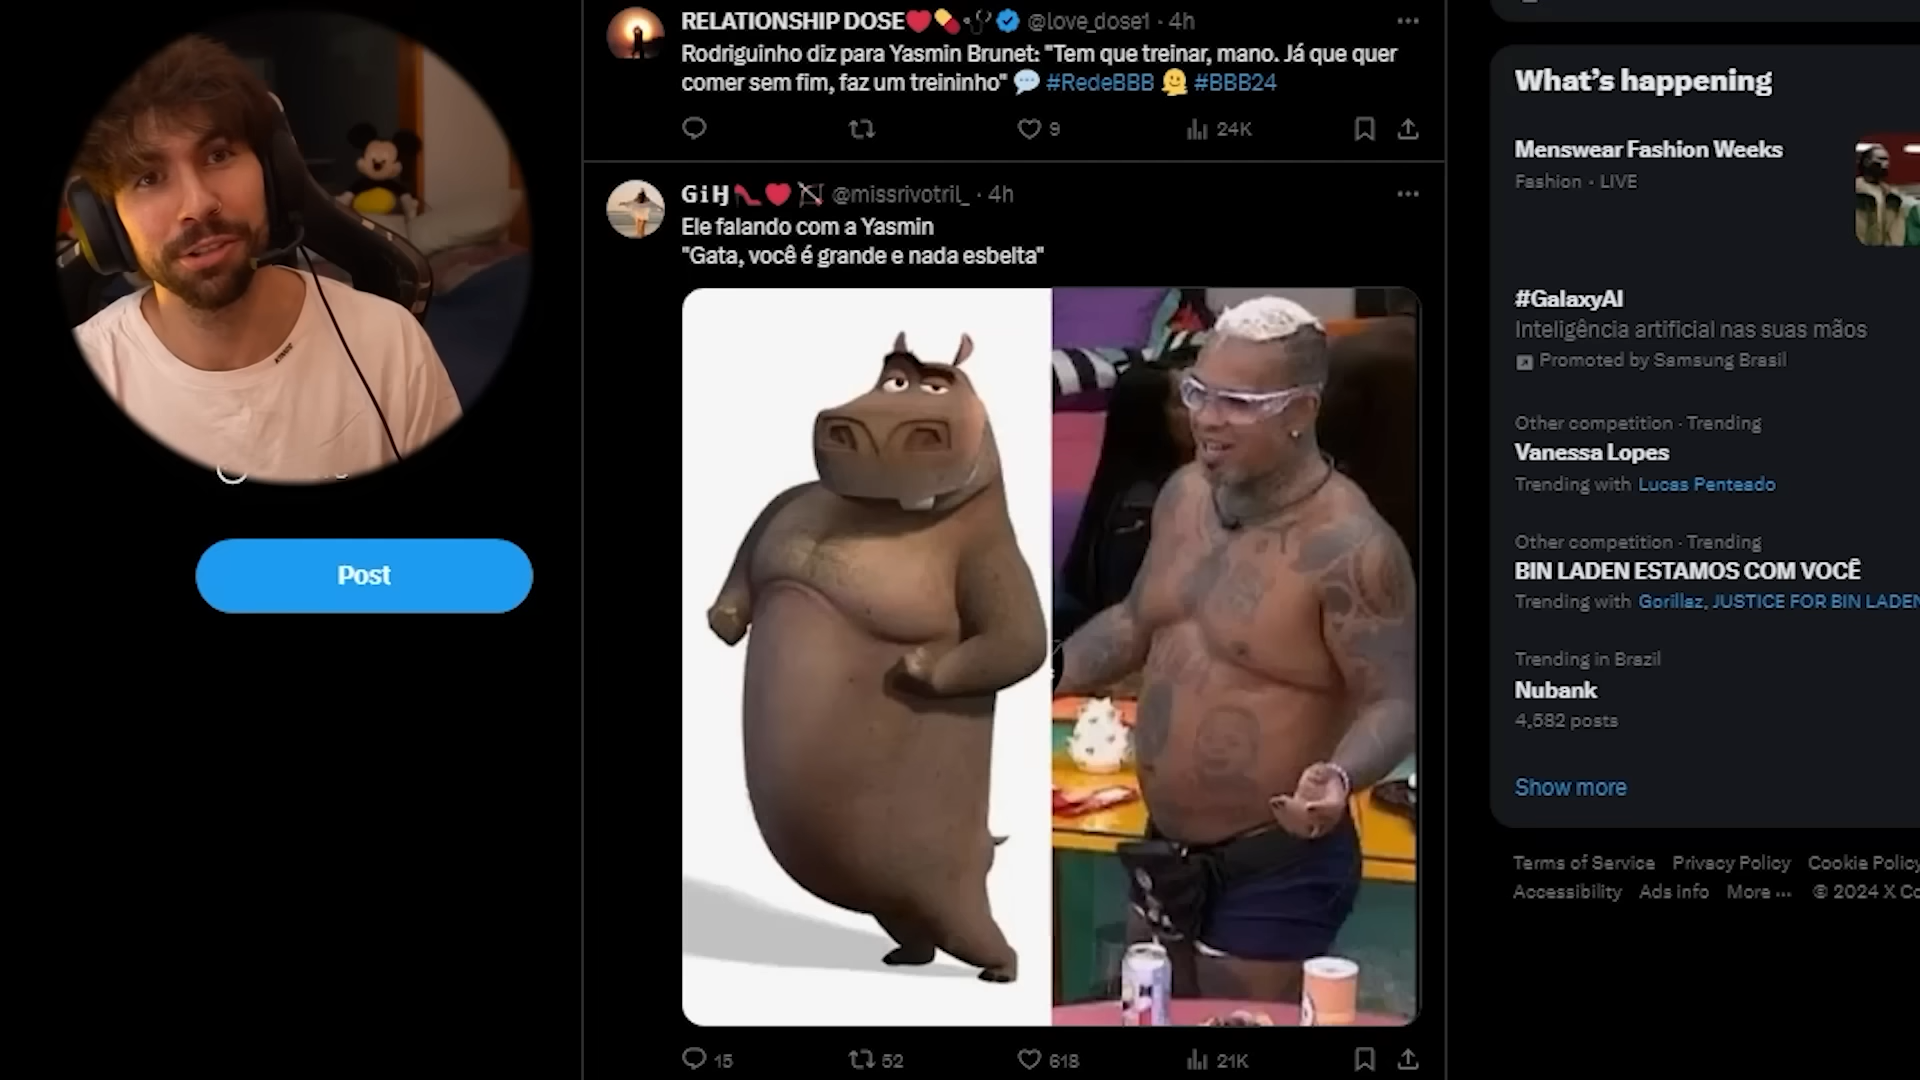 RELATIONSHIP DOSE❤️💊🩺 @love_dose1 · 4h
Rodriguinho diz para Yasmin Brunet: "Tem que treinar, mano. Já que quer
comer sem fim, faz um treininho" 💬 #RedeBBB 🫠 #BBB24
9
24K
GiⱧ👠❤️🏹 @missrivotril_ · 4h
Ele falando com a Yasmin
"Gata, você é grande e nada esbelta"
15
52
618
21K
Post
What's happening
Menswear Fashion Weeks
Fashion · LIVE
#GalaxyAI
Inteligência artificial nas suas mãos
Promoted by Samsung Brasil
Other competition · Trending
Vanessa Lopes
Trending with Lucas Penteado
Other competition · Trending
BIN LADEN ESTAMOS COM VOCÊ
Trending with Gorillaz, JUSTICE FOR BIN LADEN
Trending in Brazil
Nubank
4,582 posts
Show more
Terms of Service Privacy Policy Cookie Policy
Accessibility Ads info More ··· © 2024 X Co